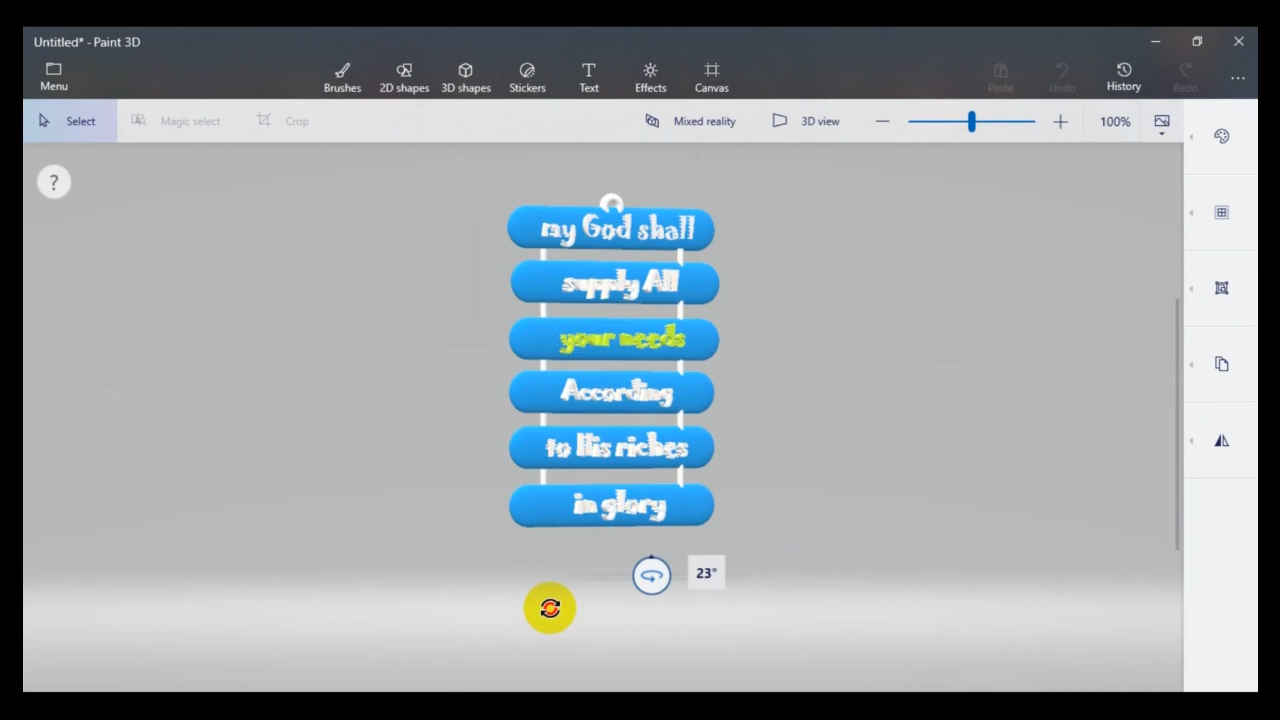 Untitled* - Paint 3D
Menu
Brushes
2D shapes
3D shapes
Stickers
Text
Effects
Canvas
Paste
Undo
History
Redo
Select
Magic select
Crop
Mixed reality
3D view
100%
?
my God shall
supply All
your needs
According
to His riches
in glory
23°